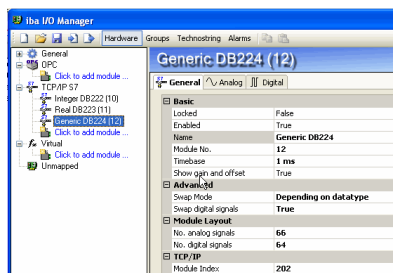 iba I/O Manager
Hardware Groups Technostring Alarms
General
OPC
Click to add module ...
TCP/IP S7
Integer DB222 (10)
Real DB223 (11)
Generic DB224 (12)
Click to add module ...
Virtual
Click to add module ...
Unmapped
Generic DB224 (12)
General Analog Digital
Basic
Locked False
Enabled True
Name Generic DB224
Module No. 12
Timebase 1 ms
Show gain and offset True
Advanced
Swap Mode Depending on datatype
Swap digital signals True
Module Layout
No. analog signals 66
No. digital signals 64
TCP/IP
Module Index 202